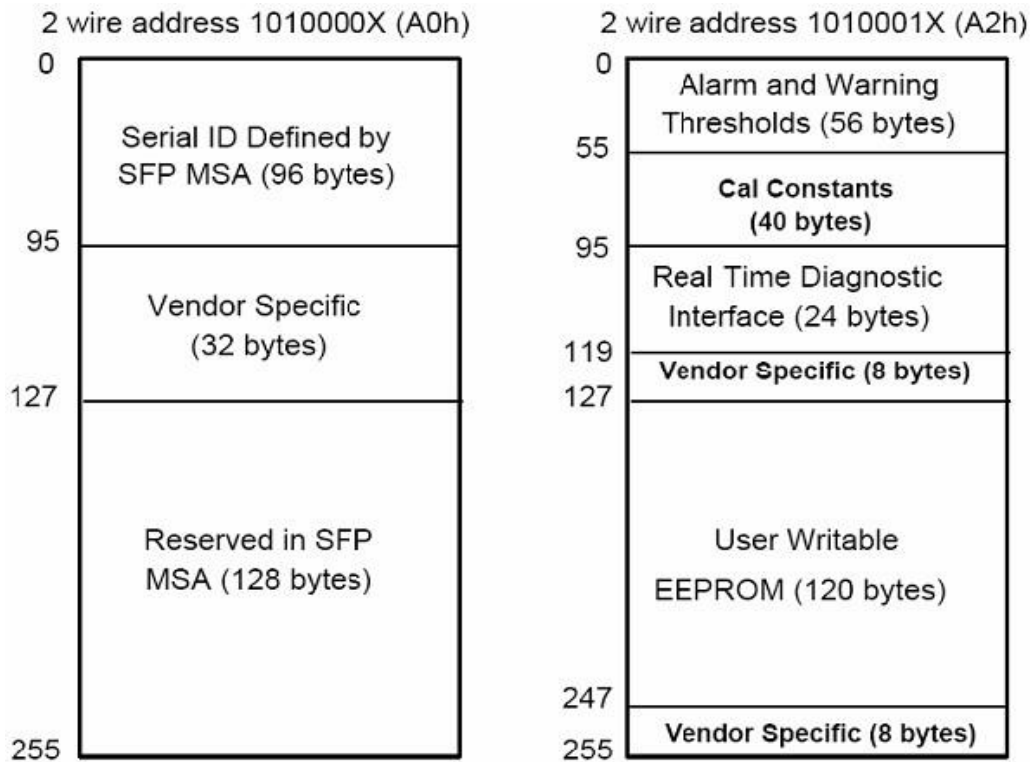 2 wire address 1010000X (A0h)
0
Serial ID Defined by
SFP MSA (96 bytes)
95
Vendor Specific
(32 bytes)
127
Reserved in SFP
MSA (128 bytes)
255
2 wire address 1010001X (A2h)
0
Alarm and Warning
Thresholds (56 bytes)
55
Cal Constants
(40 bytes)
95
Real Time Diagnostic
Interface (24 bytes)
119
Vendor Specific (8 bytes)
127
User Writable
EEPROM (120 bytes)
247
Vendor Specific (8 bytes)
255